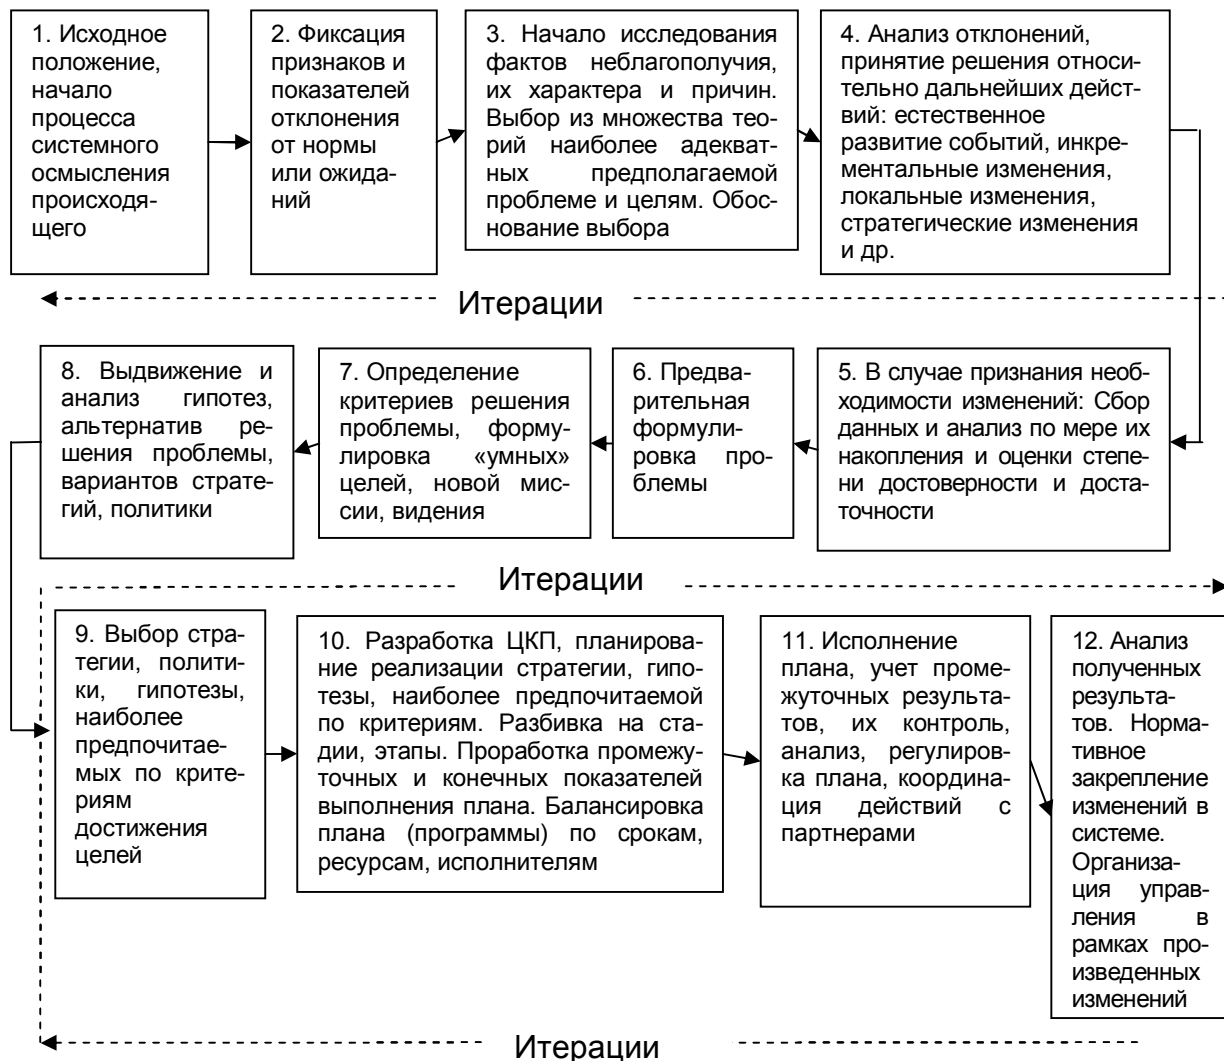 1. Исходное
положение,
начало
процесса
системного
осмысления
происходя-
щего
2. Фиксация
признаков и
показателей
отклонения
от нормы
или ожида-
ний
3. Начало исследования
фактов неблагополучия,
их характера и причин.
Выбор из множества тео-
рий наиболее адекват-
ных предполагаемой
проблеме и целям. Обос-
нование выбора
4. Анализ отклонений,
принятие решения относи-
тельно дальнейших дейст-
вий: естественное
развитие событий, инкре-
ментальные изменения,
локальные изменения,
стратегические изменения
и др.
Итерации
8. Выдвижение и
анализ гипотез,
альтернатив ре-
шения проблемы,
вариантов страте-
гий, политики
7. Определение
критериев решения
проблемы, форму-
лировка «умных»
целей, новой мис-
сии, видения
6. Предва-
рительная
формули-
ровка про-
блемы
5. В случае признания необ-
ходимости изменений: Сбор
данных и анализ по мере их
накопления и оценки степе-
ни достоверности и доста-
точности
Итерации
9. Выбор стра-
тегии, полити-
ки, гипотезы,
наиболее
предпочитае-
мых по крите-
риям
достижения
целей
10. Разработка ЦКП, планирова-
ние реализации стратегии, гипо-
тезы, наиболее предпочитаемой
по критериям. Разбивка на ста-
дии, этапы. Проработка промежу-
точных и конечных показателей
выполнения плана. Балансировка
плана (программы) по срокам,
ресурсам, исполнителям
11. Исполнение
плана, учет проме-
жуточных результа-
тов, их контроль,
анализ, регулиров-
ка плана, координа-
ция действий с
партнерами
12. Анализ
полученных
результа-
тов. Норма-
тивное
закрепление
изменений в
системе.
Организа-
ция управ-
ления в
рамках про-
изведенных
изменений
Итерации